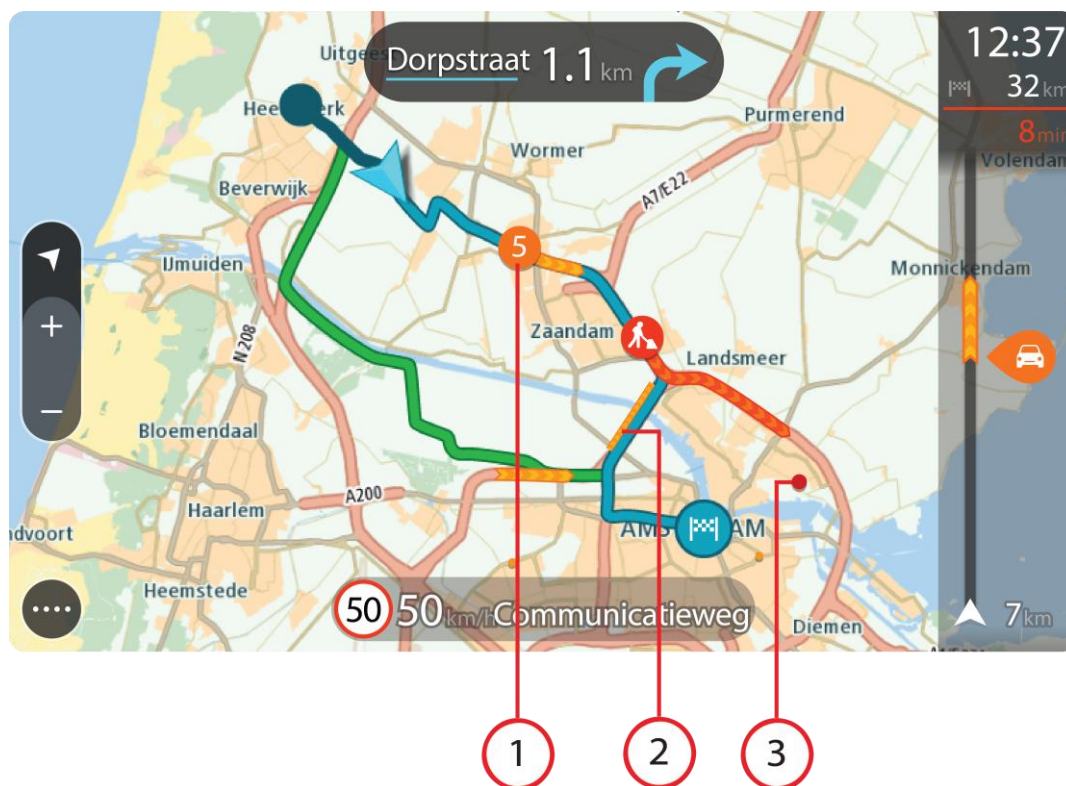 Dorpstraat 1.1 km
12:37
32 km
8 min
Uitgeest
Purmerend
Wormer
Volendam
Beverwijk
A7/E22
IJmuiden
Monnickendam
5
+
Zaandam
N 208
Landsmeer
−
Bloemendaal
A200
Haarlem
ndvoort
AMS AM
Heemstede
50 50 km/h Communicatieweg
7 km
Diemen
1
2
3